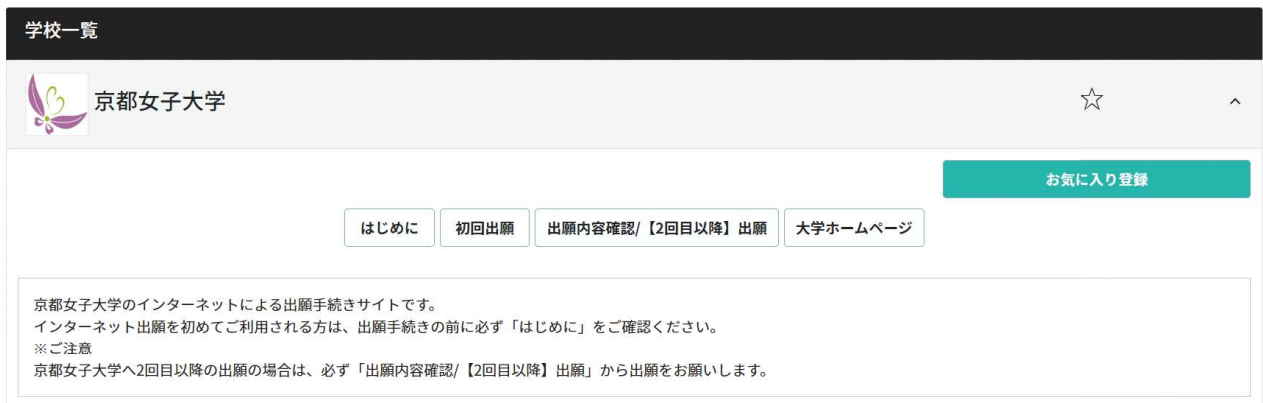 学校一覧
京都女子大学
お気に入り登録
はじめに
初回出願
出願内容確認/【2回目以降】出願
大学ホームページ
京都女子大学のインターネットによる出願手続きサイトです。
インターネット出願を初めてご利用される方は、出願手続きの前に必ず「はじめに」をご確認ください。
※ご注意
京都女子大学へ2回目以降の出願の場合は、必ず「出願内容確認/【2回目以降】出願」から出願をお願いします。